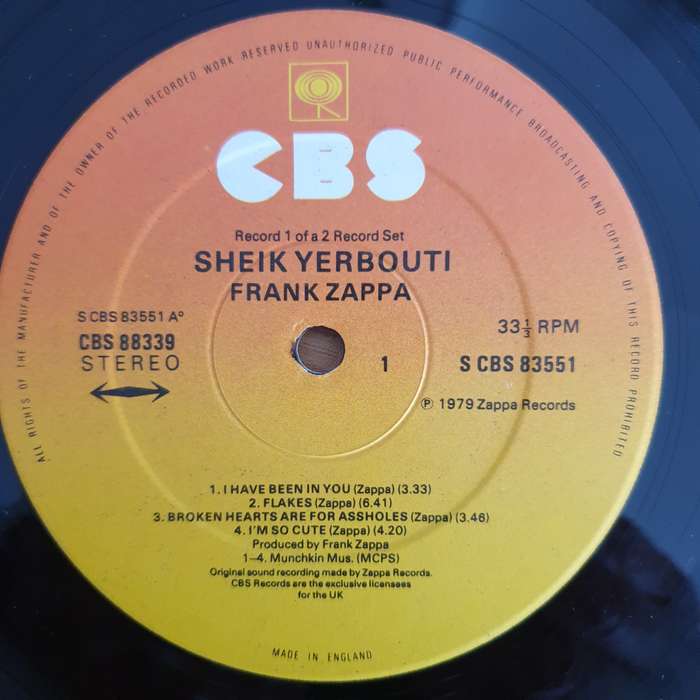 ALL RIGHTS OF THE MANUFACTURER AND OF THE OWNER OF THE RECORDED WORK RESERVED UNAUTHORIZED PUBLIC PERFORMANCE BROADCASTING AND COPYING OF THIS RECORD PROHIBITED
CBS
Record 1 of a 2 Record Set
SHEIK YERBOUTI
FRANK ZAPPA
S CBS 83551 A°
CBS 88339
STEREO
1
33⅓ RPM
S CBS 83551
℗ 1979 Zappa Records
1. I HAVE BEEN IN YOU (Zappa) (3.33)
2. FLAKES (Zappa) (6.41)
3. BROKEN HEARTS ARE FOR ASSHOLES (Zappa) (3.46)
4. I'M SO CUTE (Zappa) (4.20)
Produced by Frank Zappa
1–4. Munchkin Mus. (MCPS)
Original sound recording made by Zappa Records.
CBS Records are the exclusive licensees
for the UK
MADE IN ENGLAND